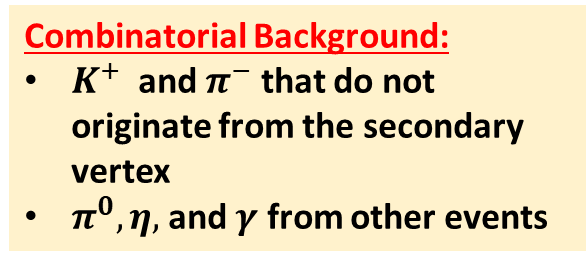 Combinatorial Background:
• K⁺ and π⁻ that do not
originate from the secondary
vertex
• π⁰, η, and γ from other events